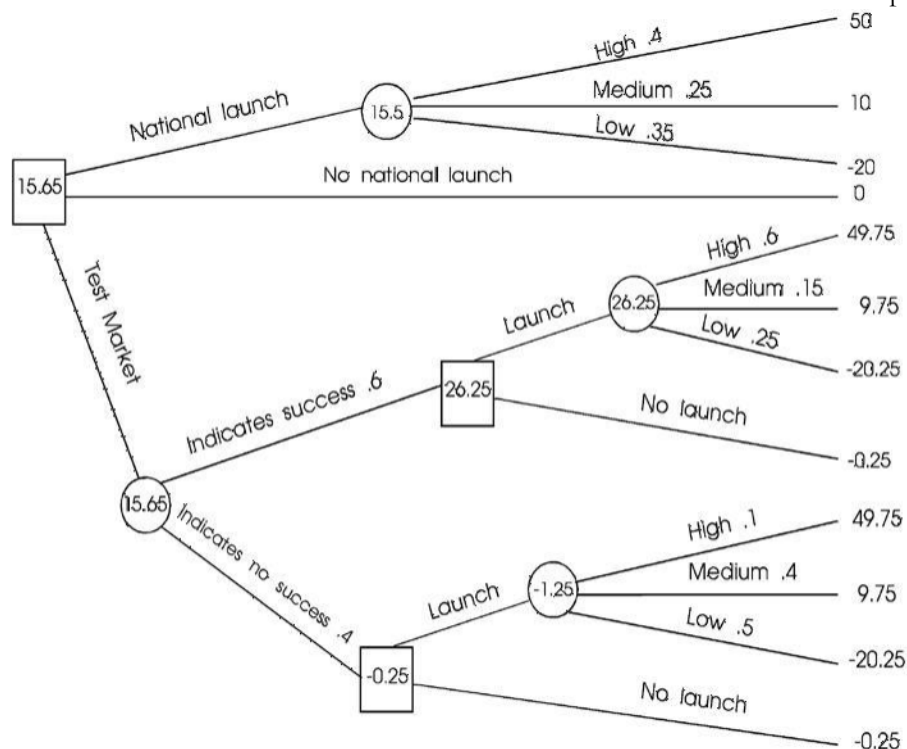 50
High .4
Medium .25
National launch
15.5
10
Low .35
-20
No national launch
15.65
0
49.75
High .6
Test Market
Medium .15
26.25
Launch
9.75
Low .25
-20.25
Indicates success .6
26.25
No launch
-0.25
15.65
49.75
High .1
Indicates no success .4
Medium .4
Launch
-1.25
9.75
Low .5
-20.25
-0.25
No launch
-0.25